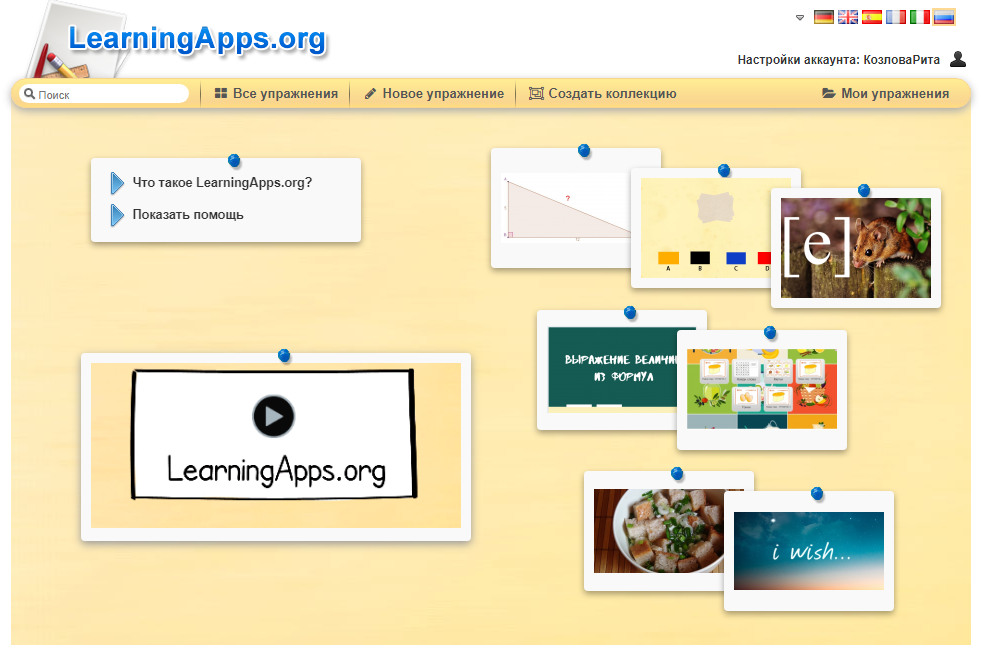 LearningApps.org
Настройки аккаунта: КозловаРита
Поиск
Все упражнения
Новое упражнение
Создать коллекцию
Мои упражнения
Что такое LearningApps.org?
Показать помощь
?
A B C D
[e]
ВЫРАЖЕНИЕ ВЕЛИЧИН
ИЗ ФОРМУЛ
LearningApps.org
i wish...